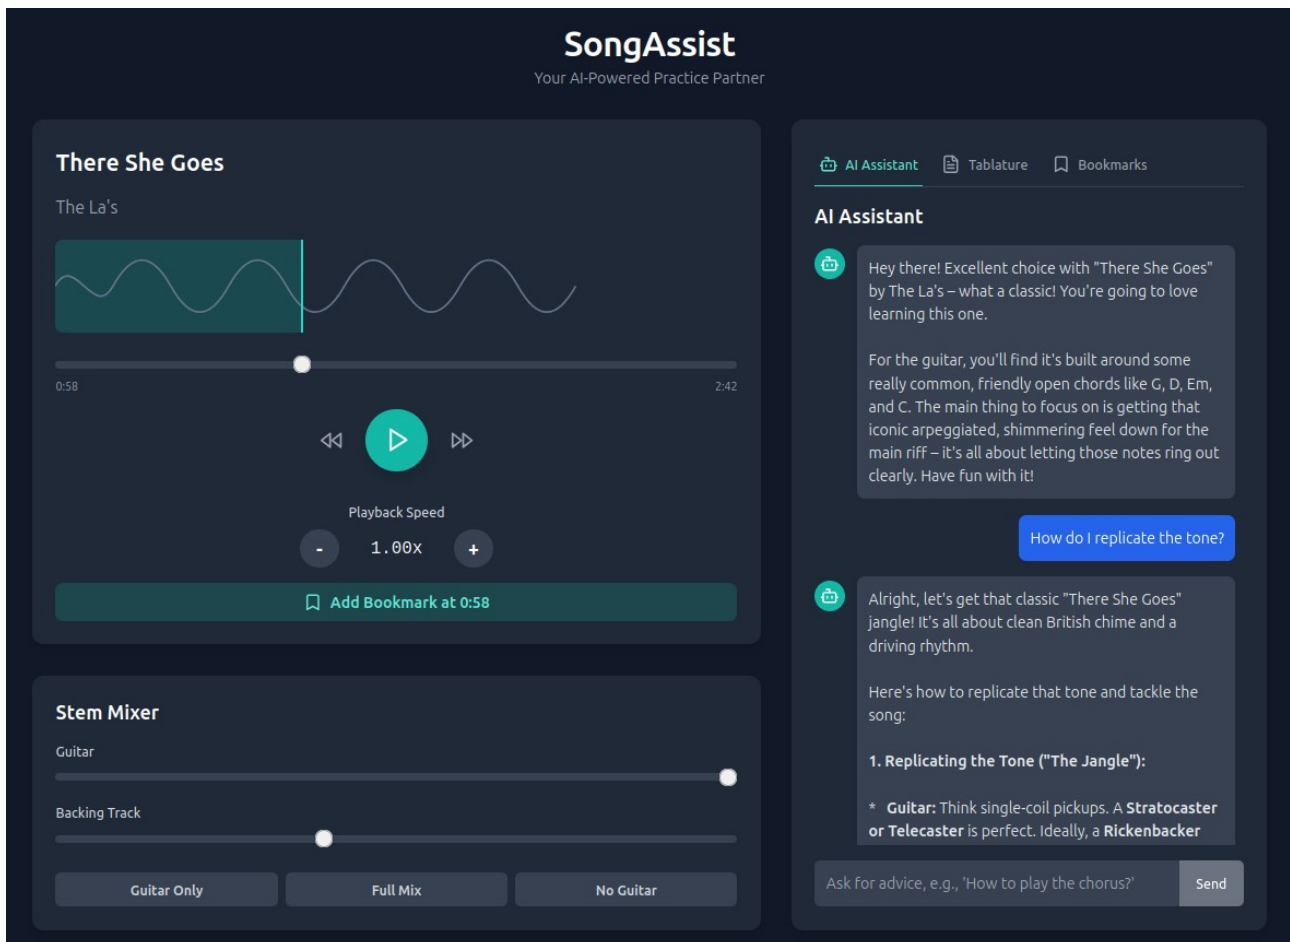 SongAssist
Your AI-Powered Practice Partner
There She Goes
The La's
0:58
2:42
Playback Speed
-
1.00x
+
Add Bookmark at 0:58
Stem Mixer
Guitar
Backing Track
Guitar Only
Full Mix
No Guitar
AI Assistant
Tablature
Bookmarks
AI Assistant
Hey there! Excellent choice with "There She Goes"
by The La's – what a classic! You're going to love
learning this one.
For the guitar, you'll find it's built around some
really common, friendly open chords like G, D, Em,
and C. The main thing to focus on is getting that
iconic arpeggiated, shimmering feel down for the
main riff – it's all about letting those notes ring out
clearly. Have fun with it!
How do I replicate the tone?
Alright, let's get that classic "There She Goes"
jangle! It's all about clean British chime and a
driving rhythm.
Here's how to replicate that tone and tackle the
song:
1. Replicating the Tone ("The Jangle"):
* Guitar: Think single-coil pickups. A Stratocaster
or Telecaster is perfect. Ideally, a Rickenbacker
Ask for advice, e.g., 'How to play the chorus?'
Send